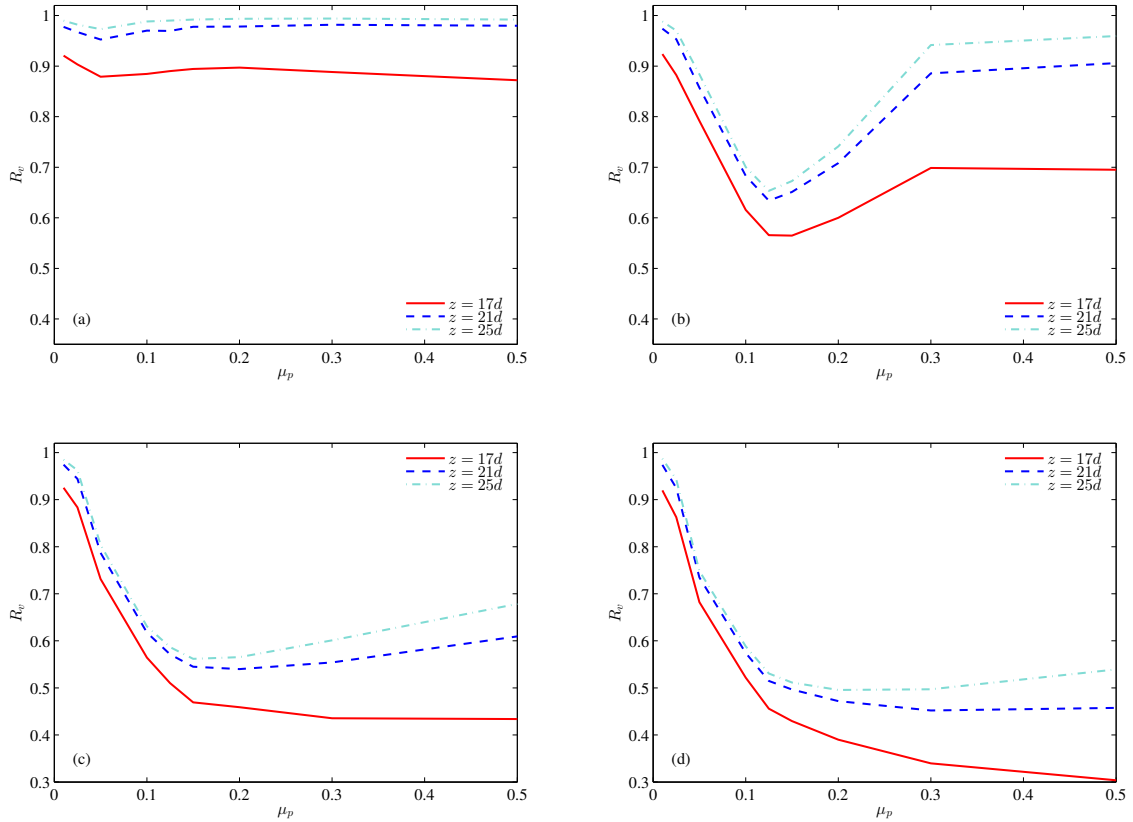 1
0.9
0.8
0.7
0.6
0.5
0.4
R_v
(a)
z = 17d
z = 21d
z = 25d
0 0.1 0.2 0.3 0.4 0.5
μ_p
1
0.9
0.8
0.7
0.6
0.5
0.4
R_v
(b)
z = 17d
z = 21d
z = 25d
0 0.1 0.2 0.3 0.4 0.5
μ_p
1
0.9
0.8
0.7
0.6
0.5
0.4
0.3
R_v
z = 17d
z = 21d
z = 25d
(c)
0 0.1 0.2 0.3 0.4 0.5
μ_p
1
0.9
0.8
0.7
0.6
0.5
0.4
0.3
R_v
z = 17d
z = 21d
z = 25d
(d)
0 0.1 0.2 0.3 0.4 0.5
μ_p